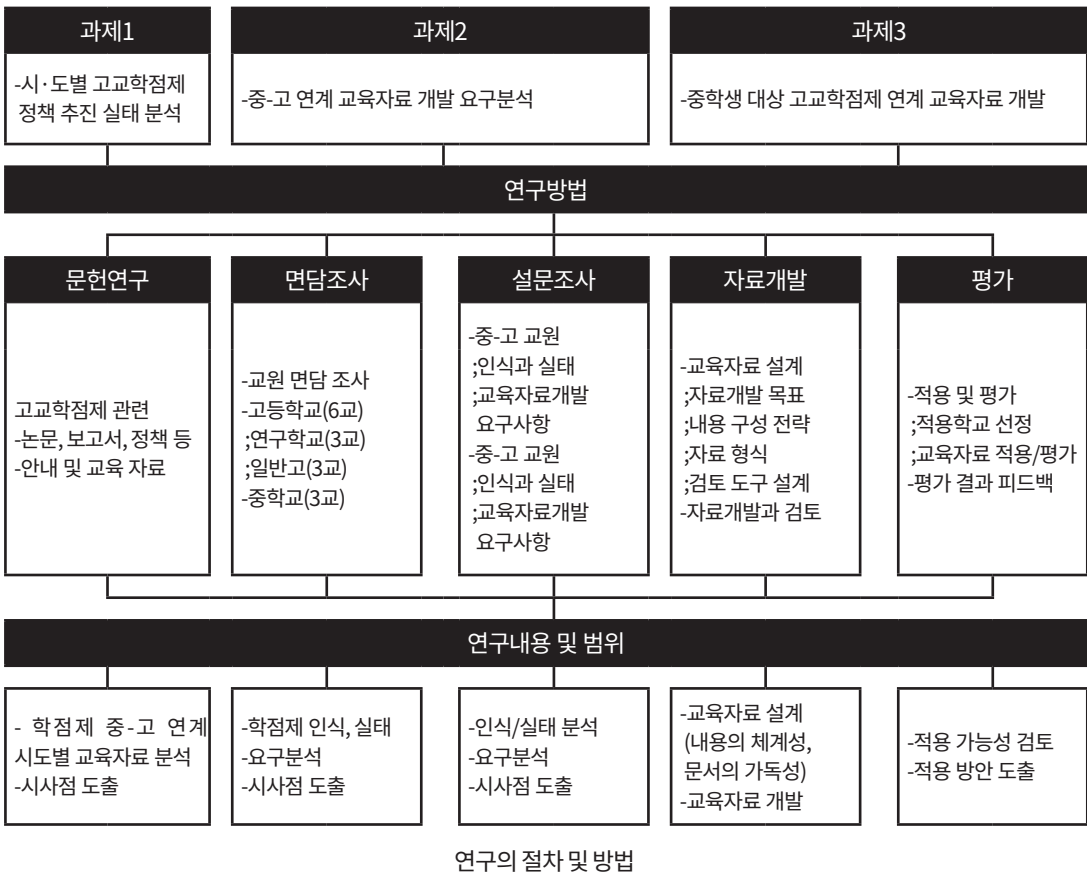 과제1
-시·도별 고교학점제
정책 추진 실태 분석
과제2
-중-고 연계 교육자료 개발 요구분석
과제3
-중학생 대상 고교학점제 연계 교육자료 개발
연구방법
문헌연구
고교학점제 관련
-논문, 보고서, 정책 등
-안내 및 교육 자료
면담조사
-교원 면담 조사
-고등학교(6교)
;연구학교(3교)
;일반고(3교)
-중학교(3교)
설문조사
-중-고 교원
;인식과 실태
;교육자료개발
요구사항
-중-고 교원
;인식과 실태
;교육자료개발
요구사항
자료개발
-교육자료 설계
;자료개발 목표
;내용 구성 전략
;자료 형식
;검토 도구 설계
-자료개발과 검토
평가
-적용 및 평가
;적용학교 선정
;교육자료 적용/평가
-평가 결과 피드백
연구내용 및 범위
- 학점제 중-고 연계
시도별 교육자료 분석
-시사점 도출
-학점제 인식, 실태
-요구분석
-시사점 도출
-인식/실태 분석
-요구분석
-시사점 도출
-교육자료 설계
(내용의 체계성,
문서의 가독성)
-교육자료 개발
-적용 가능성 검토
-적용 방안 도출
연구의 절차 및 방법